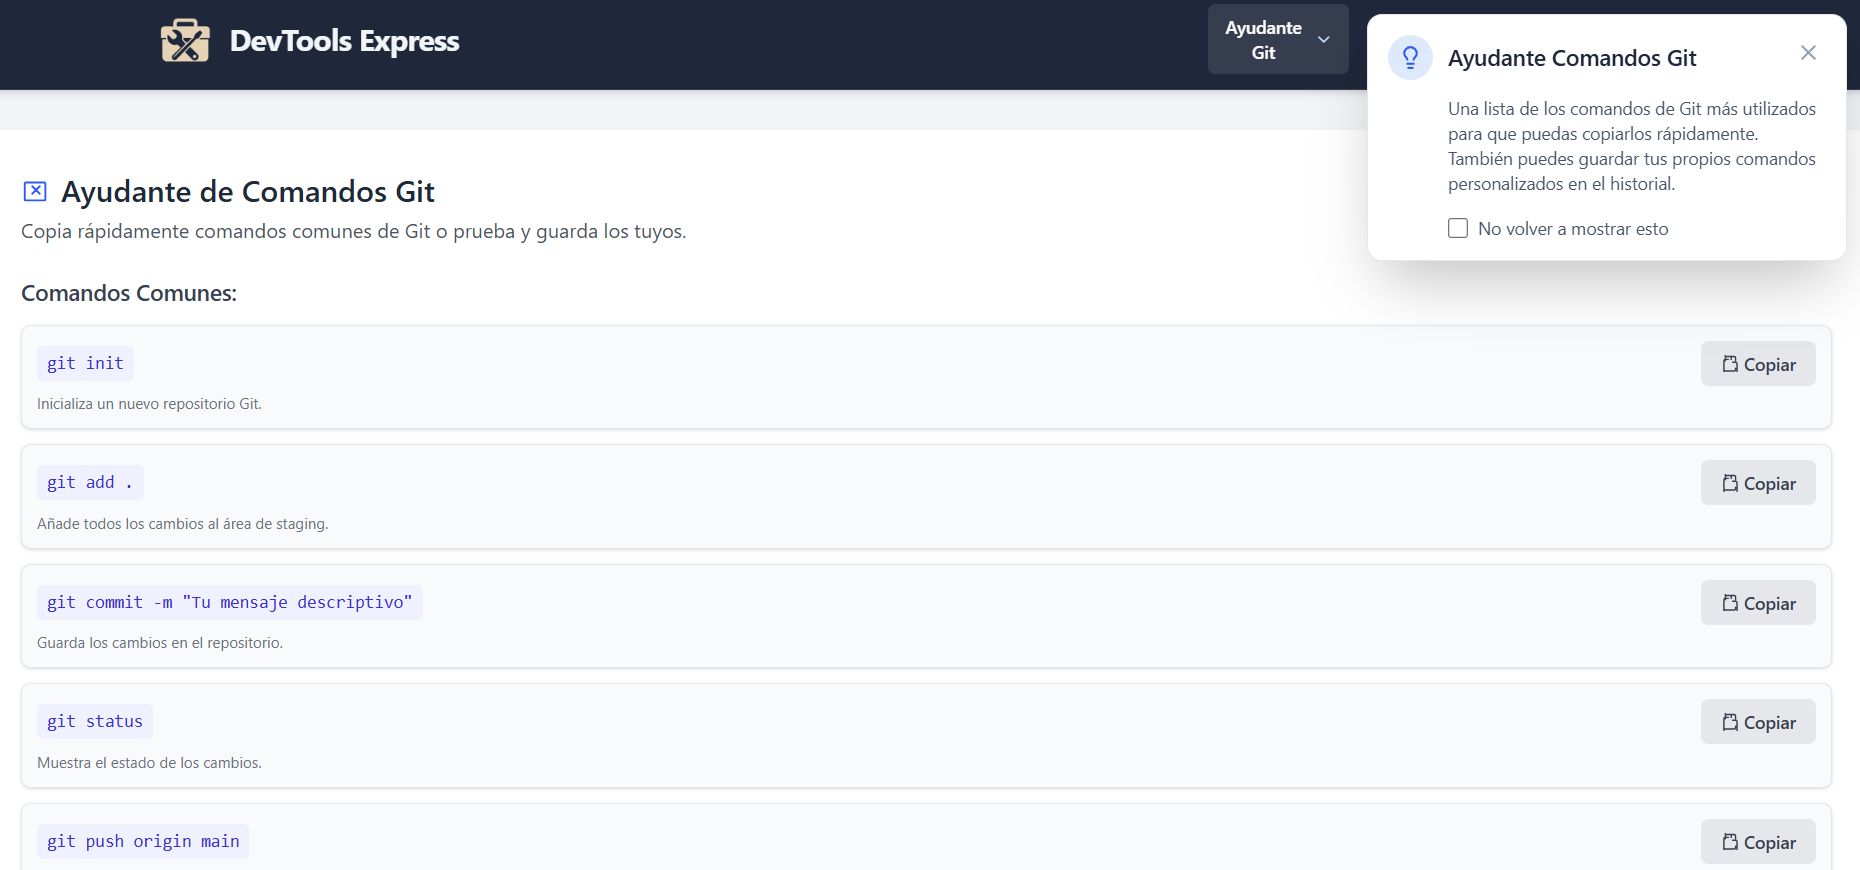 DevTools Express
Ayudante
Git
Ayudante Comandos Git
Una lista de los comandos de Git más utilizados
para que puedas copiarlos rápidamente.
También puedes guardar tus propios comandos
personalizados en el historial.
No volver a mostrar esto
Ayudante de Comandos Git
Copia rápidamente comandos comunes de Git o prueba y guarda los tuyos.
Comandos Comunes:
git init
Copiar
Inicializa un nuevo repositorio Git.
git add .
Copiar
Añade todos los cambios al área de staging.
git commit -m "Tu mensaje descriptivo"
Copiar
Guarda los cambios en el repositorio.
git status
Copiar
Muestra el estado de los cambios.
git push origin main
Copiar